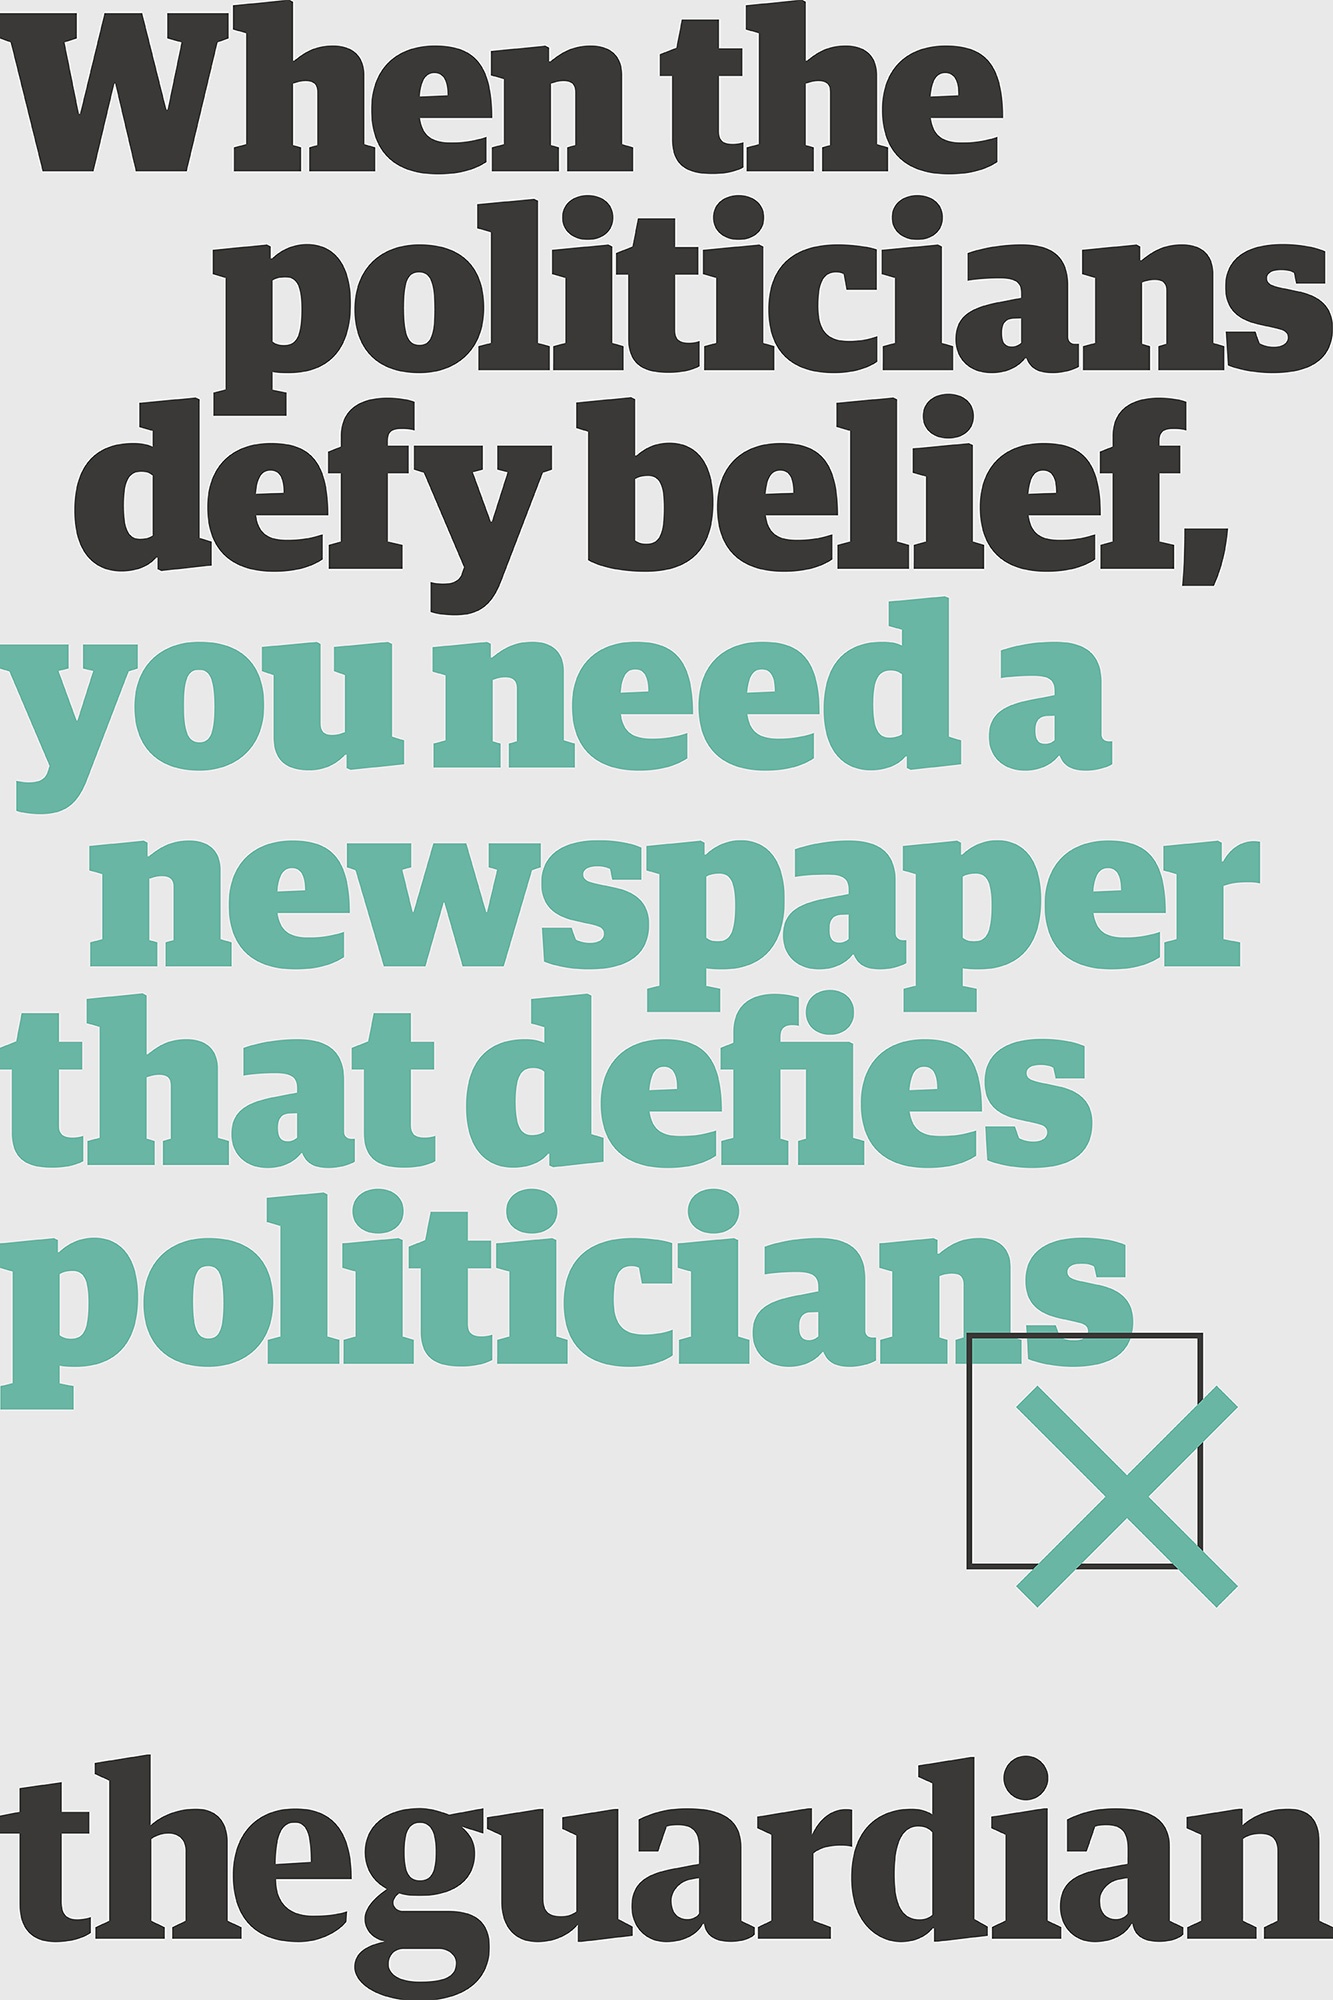 When the
politicians
defy belief,
you need a
newspaper
that defies
politicians
theguardian